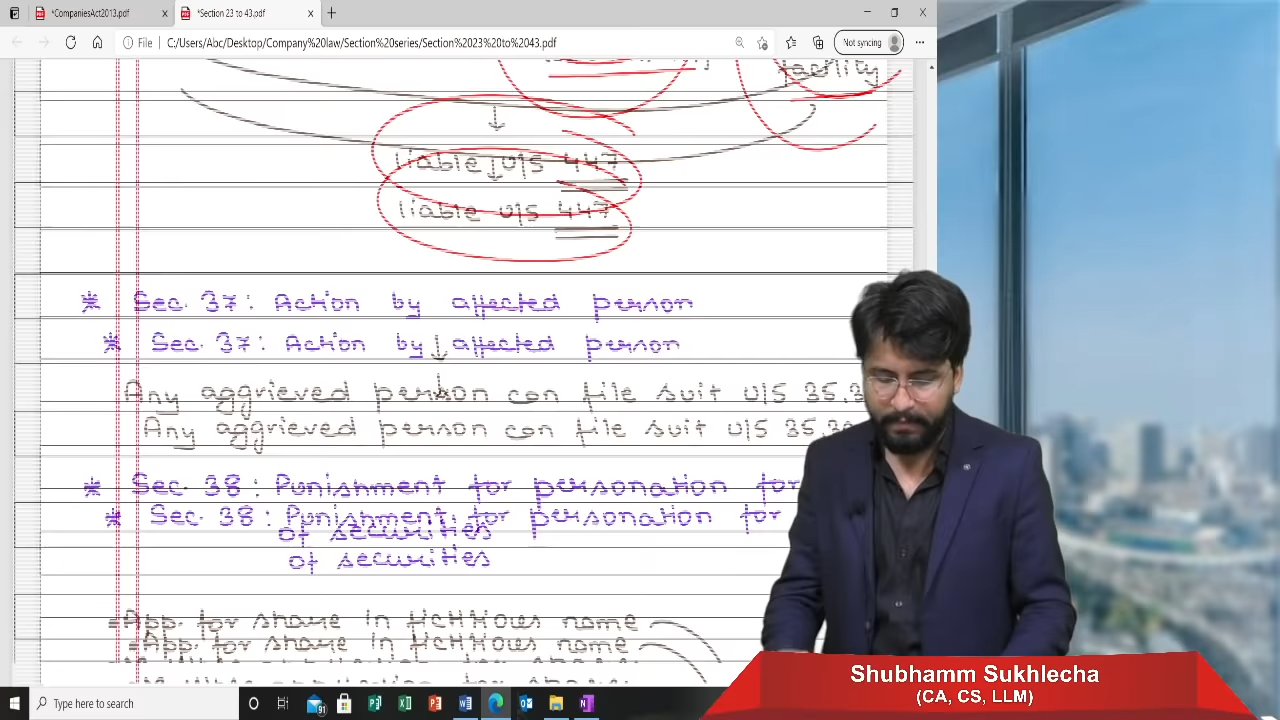 *CompaniesAct2013.pdf
*Section 23 to 43.pdf
File
C:/Users/Abc/Desktop/Company%20law/Section%20series/Section%2023%20to%2043.pdf
Not syncing
facility
liable u/s 447
liable u/s 447
* Sec. 37: Action by affected person
* Sec. 37: Action by affected person
Any aggrieved person can file suit u/s 35,3
Any aggrieved person can file suit u/s 35,
* Sec. 38: Punishment for personation for
* Sec. 38: Punishment for personation for
of securities
of securities
=App. for share in fictitious name
=App. for share in fictitious name
Shubhamm Sukhlecha
(CA, CS, LLM)
Type here to search